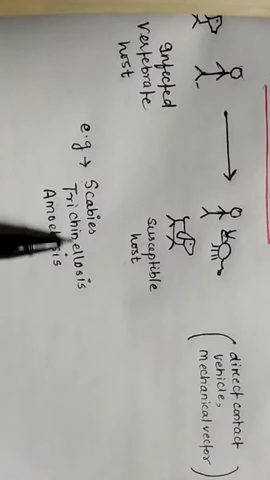 Infected
vertebrate
host
Susceptible
host
(direct contact
vehicle,
mechanical vector)
e.g → Scabies
Trichinellosis